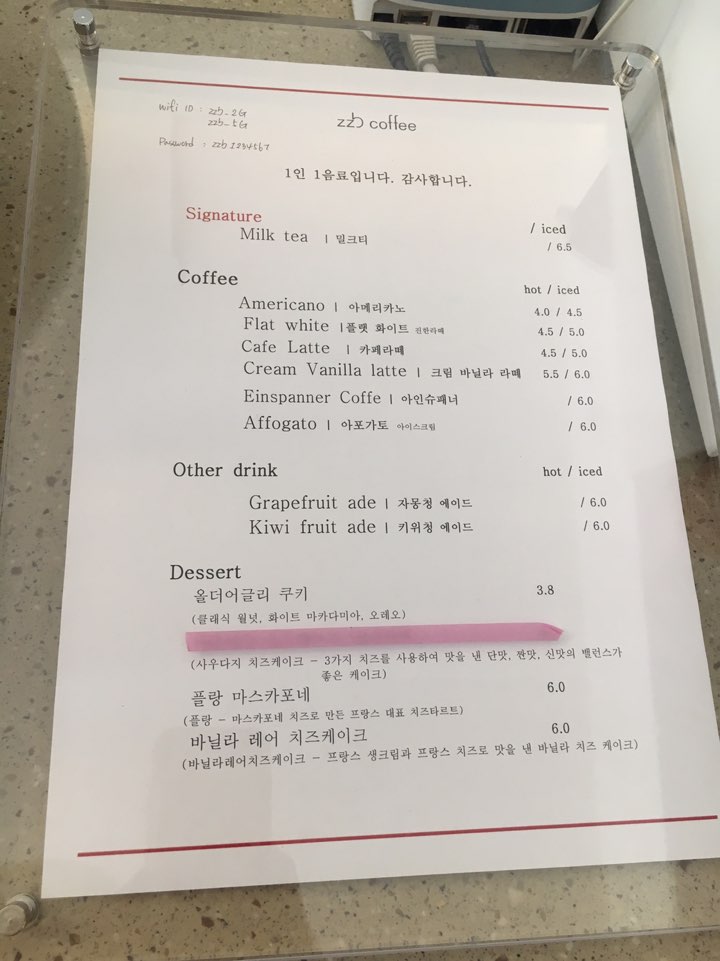 wifi ID : zzb_2G
zzb_5G
zzb coffee
Password : zzb1234567
1인 1음료입니다. 감사합니다.
Signature
/ iced
Milk tea | 밀크티 / 6.5
Coffee
hot / iced
Americano | 아메리카노 4.0 / 4.5
Flat white |플랫 화이트 진한라떼 4.5 / 5.0
Cafe Latte | 카페라떼 4.5 / 5.0
Cream Vanilla latte | 크림 바닐라 라떼 5.5 / 6.0
Einspanner Coffe | 아인슈패너 / 6.0
Affogato | 아포가토 아이스크림 / 6.0
Other drink hot / iced
Grapefruit ade | 자몽청 에이드 / 6.0
Kiwi fruit ade | 키위청 에이드 / 6.0
Dessert
올더어글리 쿠키 3.8
(클래식 월넛, 화이트 마카다미아, 오레오)
(사우다지 치즈케이크 - 3가지 치즈를 사용하여 맛을 낸 단맛, 짠맛, 신맛의 밸런스가
좋은 케이크)
플랑 마스카포네 6.0
(플랑 - 마스카포네 치즈로 만든 프랑스 대표 치즈타르트)
바닐라 레어 치즈케이크 6.0
(바닐라레어치즈케이크 - 프랑스 생크림과 프랑스 치즈로 맛을 낸 바닐라 치즈 케이크)